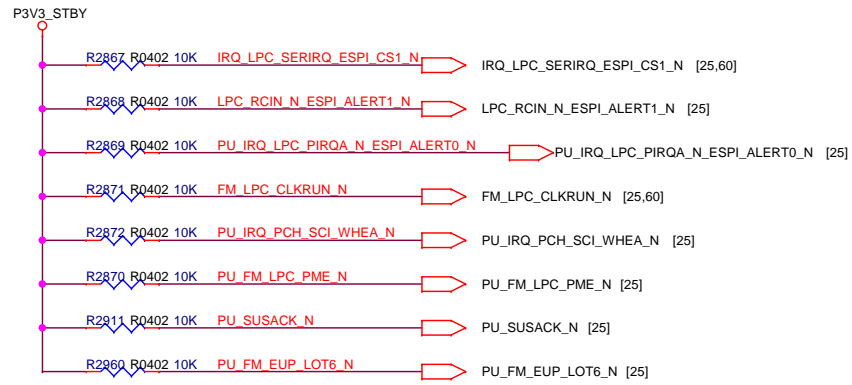 P3V3_STBY
R2867 R0402 10K IRQ_LPC_SERIRQ_ESPI_CS1_N IRQ_LPC_SERIRQ_ESPI_CS1_N [25,60]
R2868 R0402 10K LPC_RCIN_N_ESPI_ALERT1_N LPC_RCIN_N_ESPI_ALERT1_N [25]
R2869 R0402 10K PU_IRQ_LPC_PIRQA_N_ESPI_ALERT0_N PU_IRQ_LPC_PIRQA_N_ESPI_ALERT0_N [25]
R2871 R0402 10K FM_LPC_CLKRUN_N FM_LPC_CLKRUN_N [25,60]
R2872 R0402 10K PU_IRQ_PCH_SCI_WHEA_N PU_IRQ_PCH_SCI_WHEA_N [25]
R2870 R0402 10K PU_FM_LPC_PME_N PU_FM_LPC_PME_N [25]
R2911 R0402 10K PU_SUSACK_N PU_SUSACK_N [25]
R2960 R0402 10K PU_FM_EUP_LOT6_N PU_FM_EUP_LOT6_N [25]